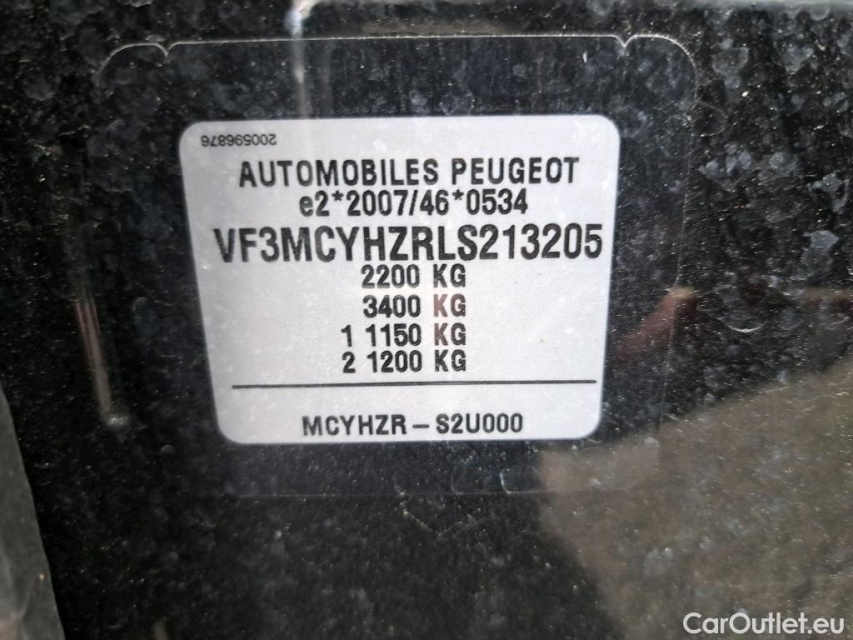 200596876
AUTOMOBILES PEUGEOT
e2*2007/46*0534
VF3MCYHZRLS213205
2200 KG
3400 KG
1 1150 KG
2 1200 KG
MCYHZR – S2U000
CarOutlet.eu